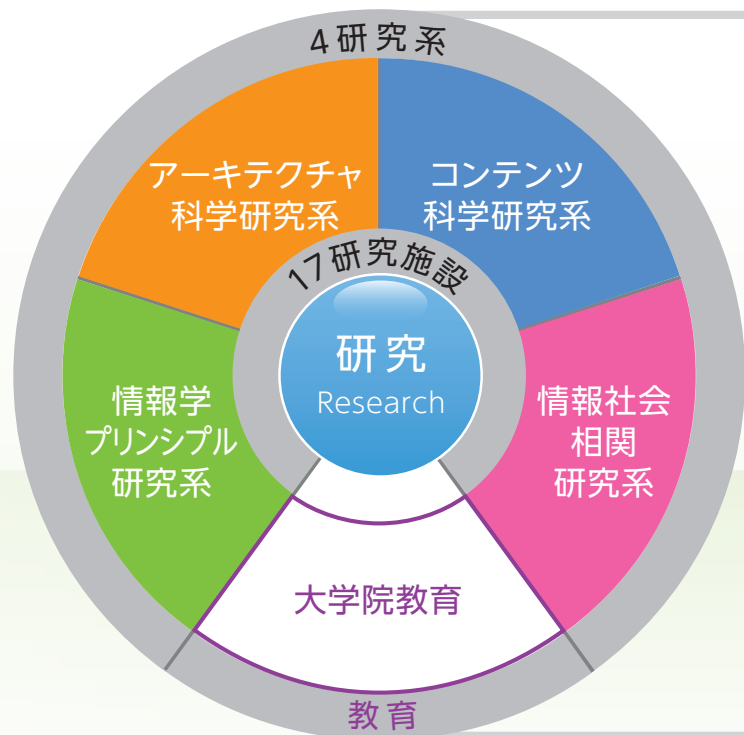 4研究系
アーキテクチャ
科学研究系
コンテンツ
科学研究系
17研究施設
研究
Research
情報学
プリンシプル
研究系
情報社会
相関
研究系
大学院教育
教育